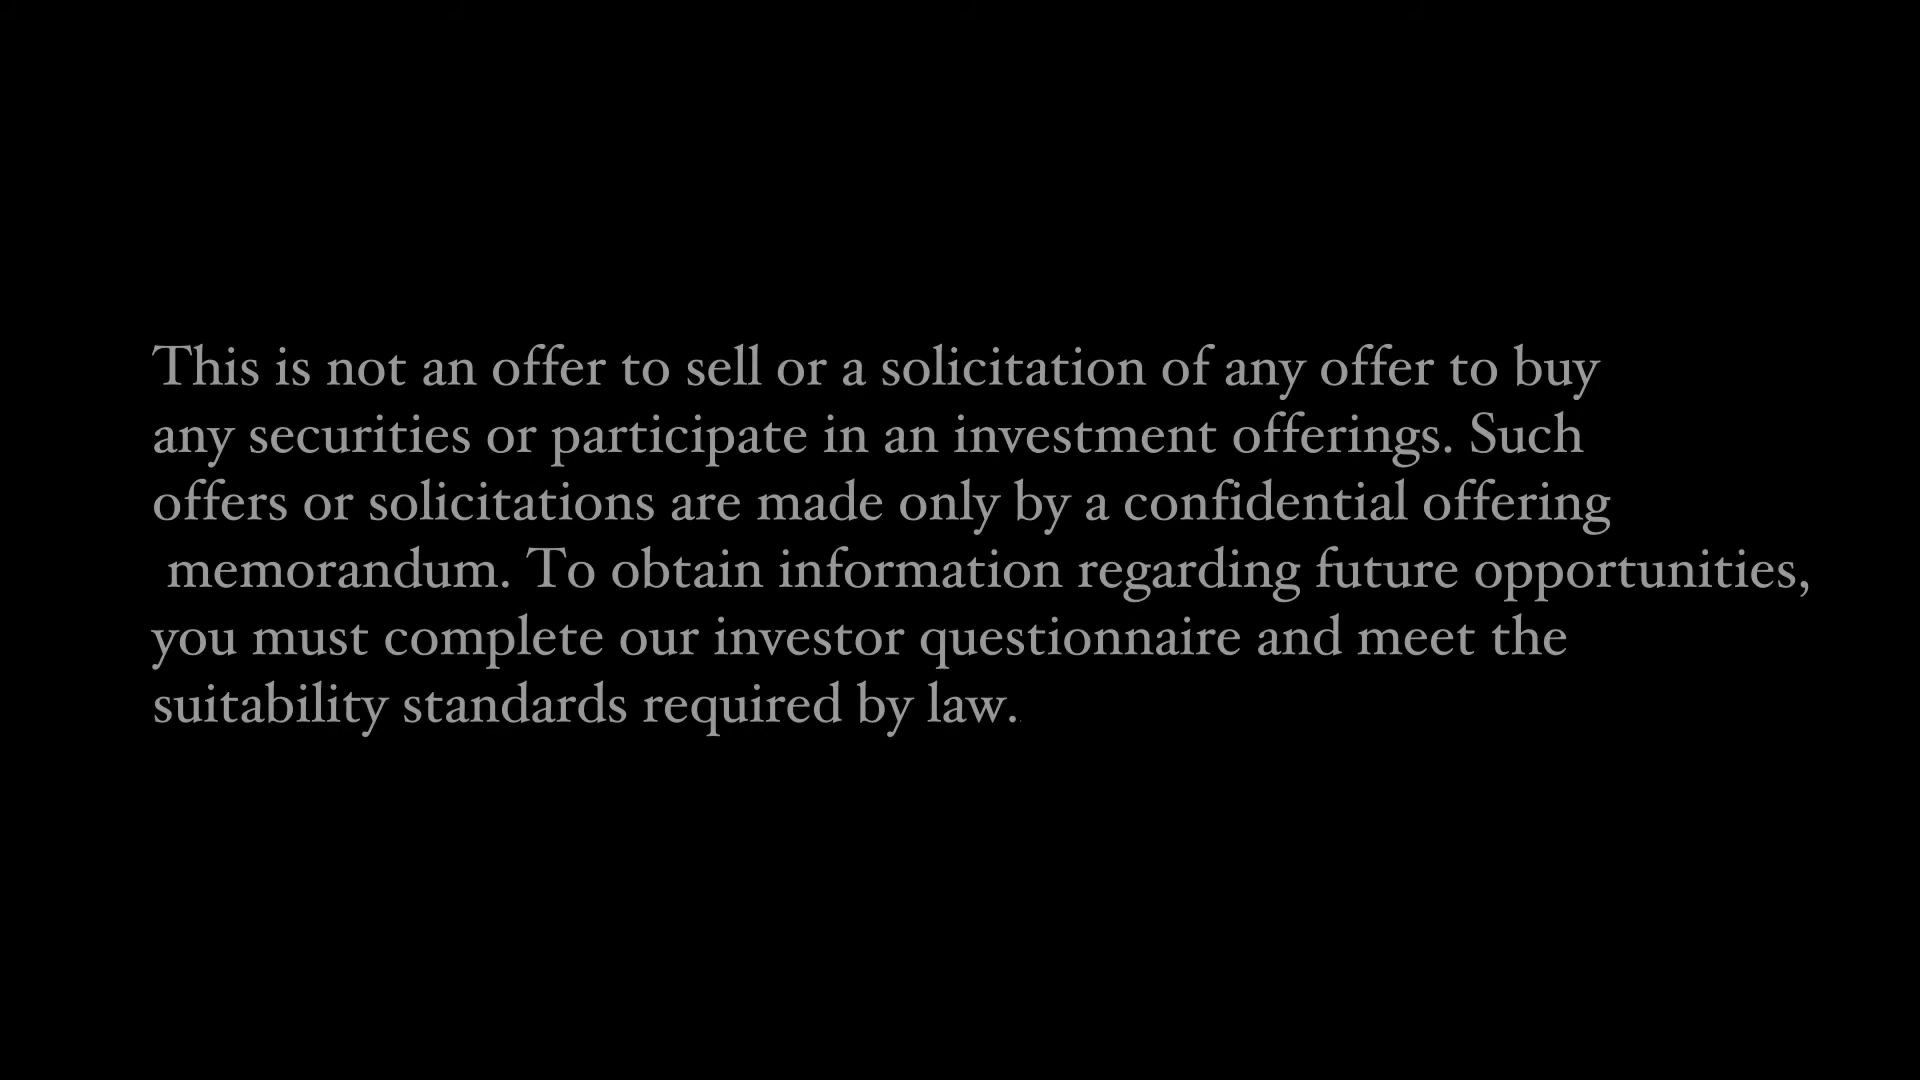 This is not an offer to sell or a solicitation of any offer to buy
any securities or participate in an investment offerings. Such
offers or solicitations are made only by a confidential offering
memorandum. To obtain information regarding future opportunities,
you must complete our investor questionnaire and meet the
suitability standards required by law.